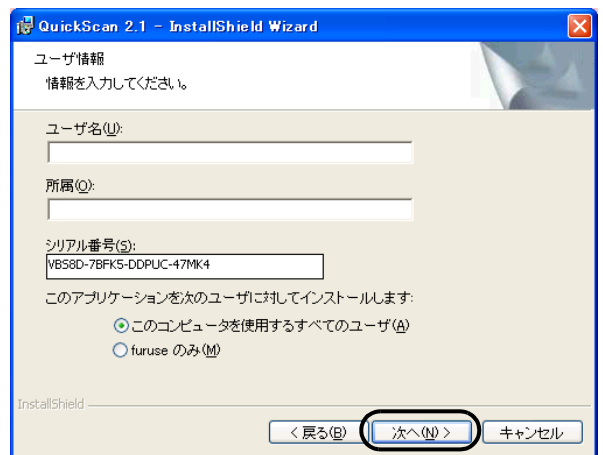 QuickScan 2.1 - InstallShield Wizard
ユーザ情報
情報を入力してください。
ユーザ名(U):
所属(O):
シリアル番号(S):
VBS8D-7BFK5-DDPUC-47MK4
このアプリケーションを次のユーザに対してインストールします:
このコンピュータを使用するすべてのユーザ(A)
furuse のみ(M)
InstallShield
< 戻る(B) 次へ(N) > キャンセル